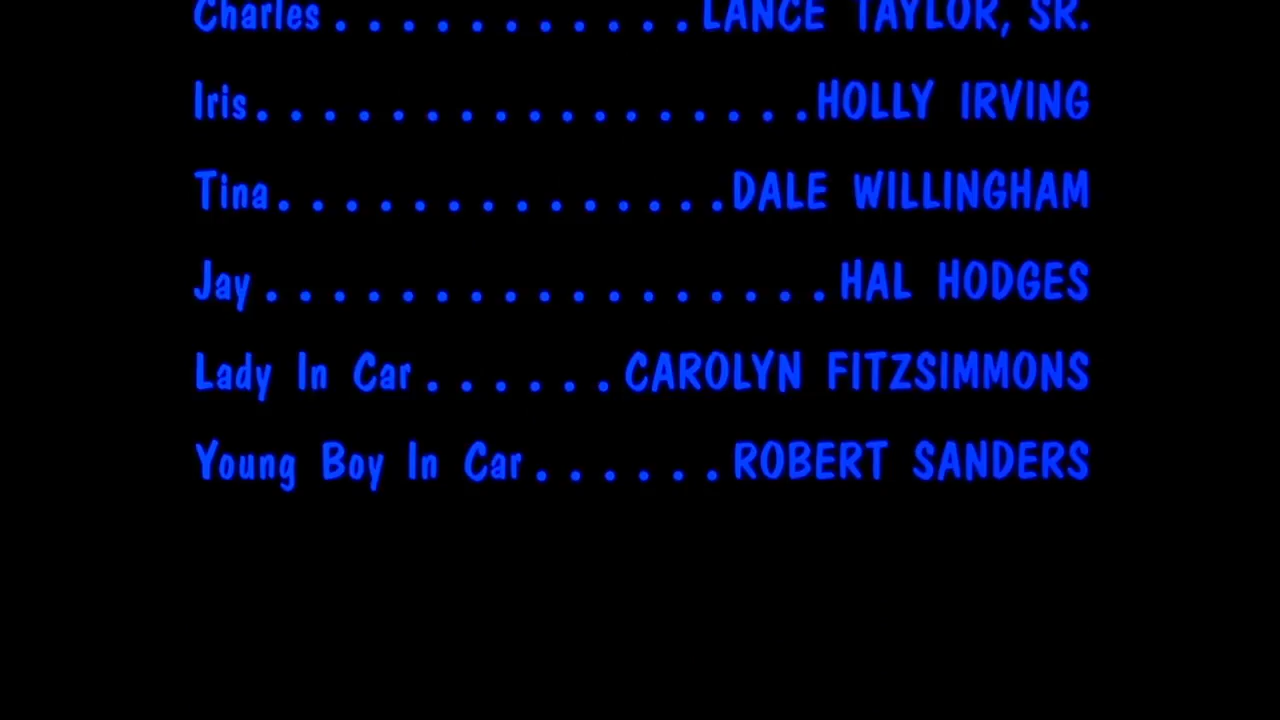 Charles . . . . . . . . . . . LANCE TAYLOR, SR.
Iris . . . . . . . . . . . . . . . . . HOLLY IRVING
Tina . . . . . . . . . . . . . . DALE WILLINGHAM
Jay . . . . . . . . . . . . . . . . . HAL HODGES
Lady In Car . . . . . . CAROLYN FITZSIMMONS
Young Boy In Car . . . . . . ROBERT SANDERS